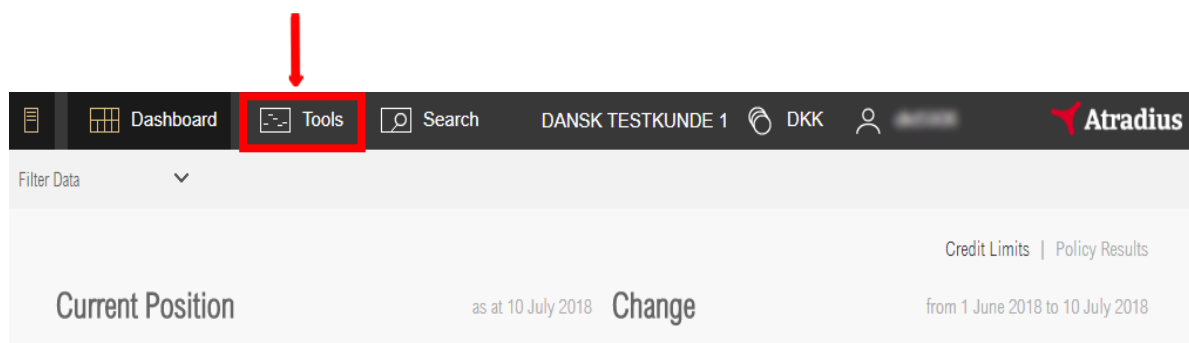 Dashboard Tools Search DANSK TESTKUNDE 1 DKK Atradius
Filter Data
Credit Limits | Policy Results
Current Position as at 10 July 2018 Change from 1 June 2018 to 10 July 2018